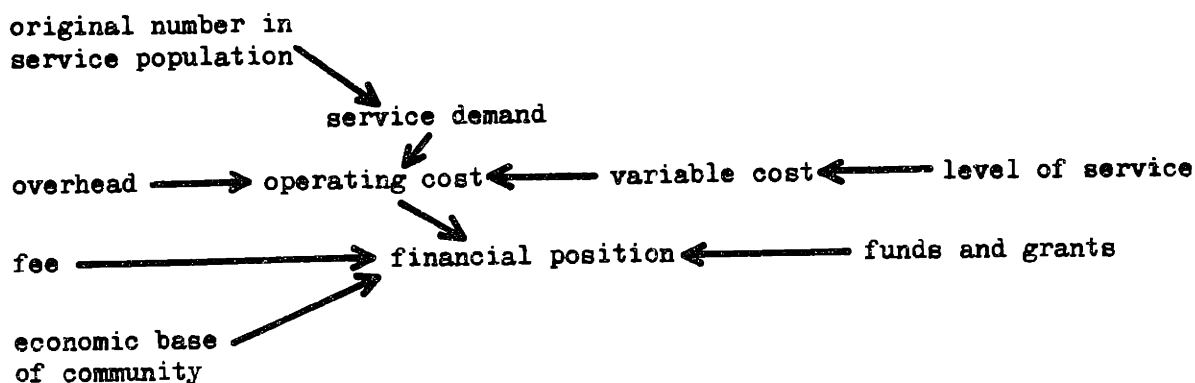 original number in
service population
service demand
overhead operating cost variable cost level of service
fee financial position funds and grants
economic base
of community